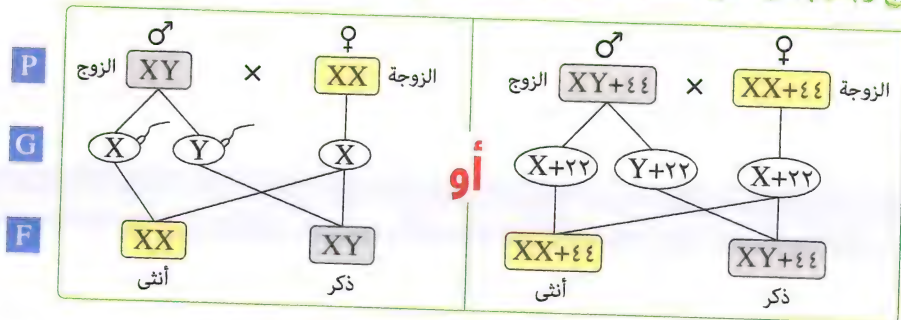 ♂ ♀
P الزوج XY × XX الزوجة
G X Y X
F XX XY
أنثى ذكر
أو
♂ ♀
الزوج XY+٤٤ × XX+٤٤ الزوجة
X+٢٢ Y+٢٢ X+٢٢
XX+٤٤ XY+٤٤
أنثى ذكر